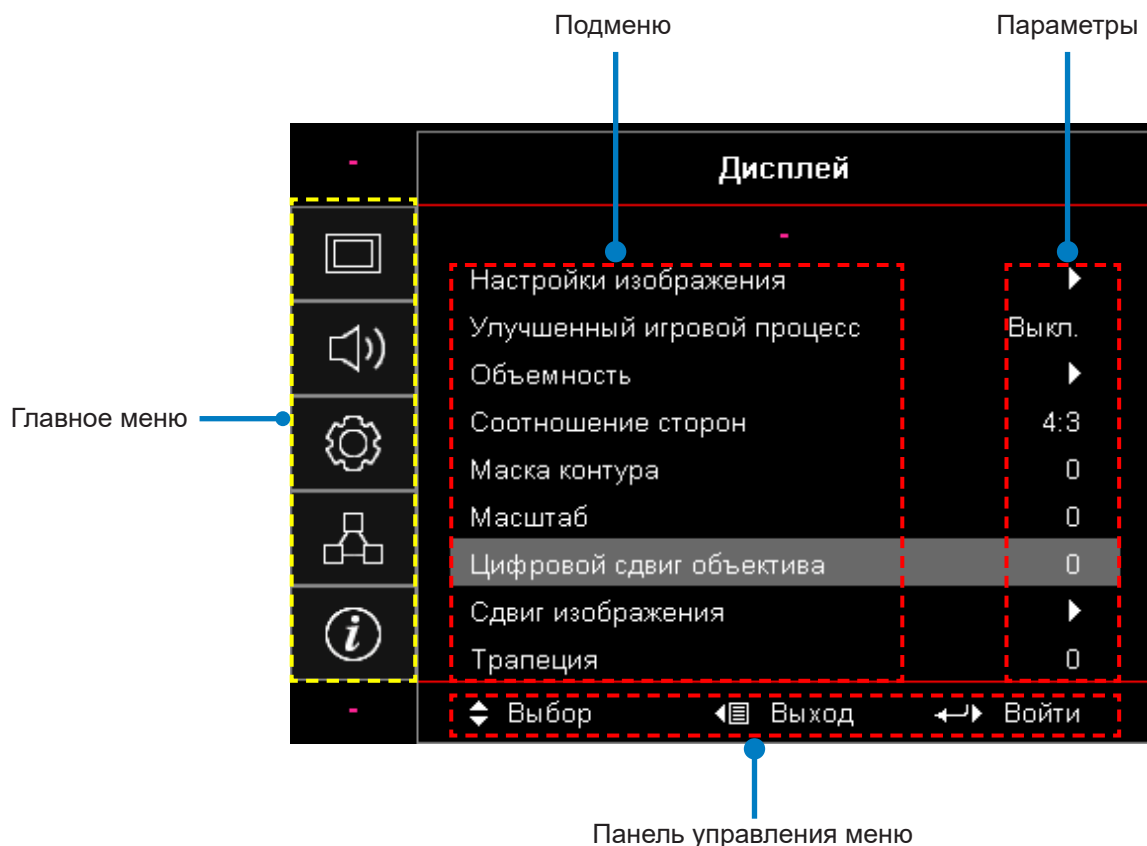 Подменю
Параметры
Дисплей
Настройки изображения
Улучшенный игровой процесс Выкл.
Объемность
Главное меню
Соотношение сторон 4:3
Маска контура 0
Масштаб 0
Цифровой сдвиг объектива 0
Сдвиг изображения
Трапеция 0
Выбор Выход Войти
Панель управления меню